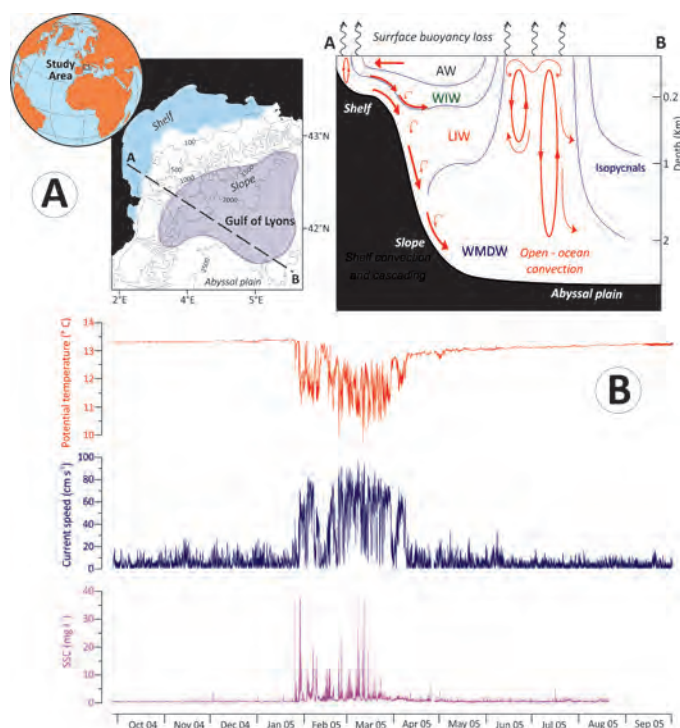 A
Study
Area
Shelf
A
100
500
1000
Slope
2000
Gulf of Lyons
2500
Abyssal plain
B
43°N
42°N
2°E
4°E
5°E
A
Surrface buoyancy loss
B
AW
WIW
LIW
Shelf
0.2
1
2
Depth (Km)
Isopycnals
Slope
WMDW
Open - ocean
convection
Shelf convection
and cascading
Abyssal plain
B
Potential temperature (° C)
14
13
12
11
10
Current speed (cm s⁻¹)
100
80
60
40
20
0
SSC (mg l⁻¹)
40
30
20
10
0
Oct 04 Nov 04 Dec 04 Jan 05 Feb 05 Mar 05 Apr 05 May 05 Jun 05 Jul 05 Aug 05 Sep 05